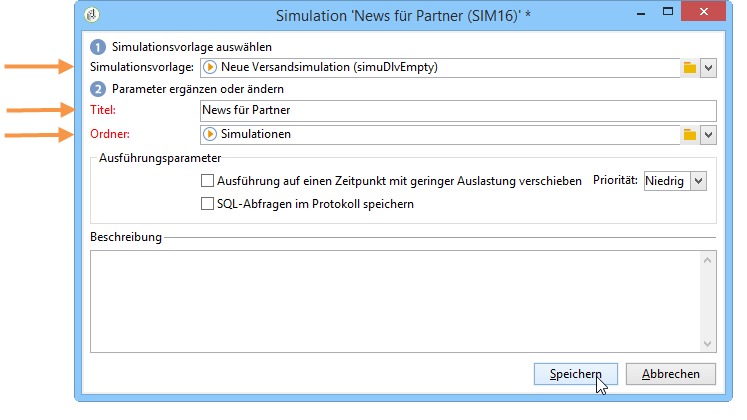 Simulation 'News für Partner (SIM16)' *
1 Simulationsvorlage auswählen
Simulationsvorlage: Neue Versandsimulation (simuDlvEmpty)
2 Parameter ergänzen oder ändern
Titel: News für Partner
Ordner: Simulationen
Ausführungsparameter
Ausführung auf einen Zeitpunkt mit geringer Auslastung verschieben Priorität: Niedrig
SQL-Abfragen im Protokoll speichern
Beschreibung
Speichern Abbrechen